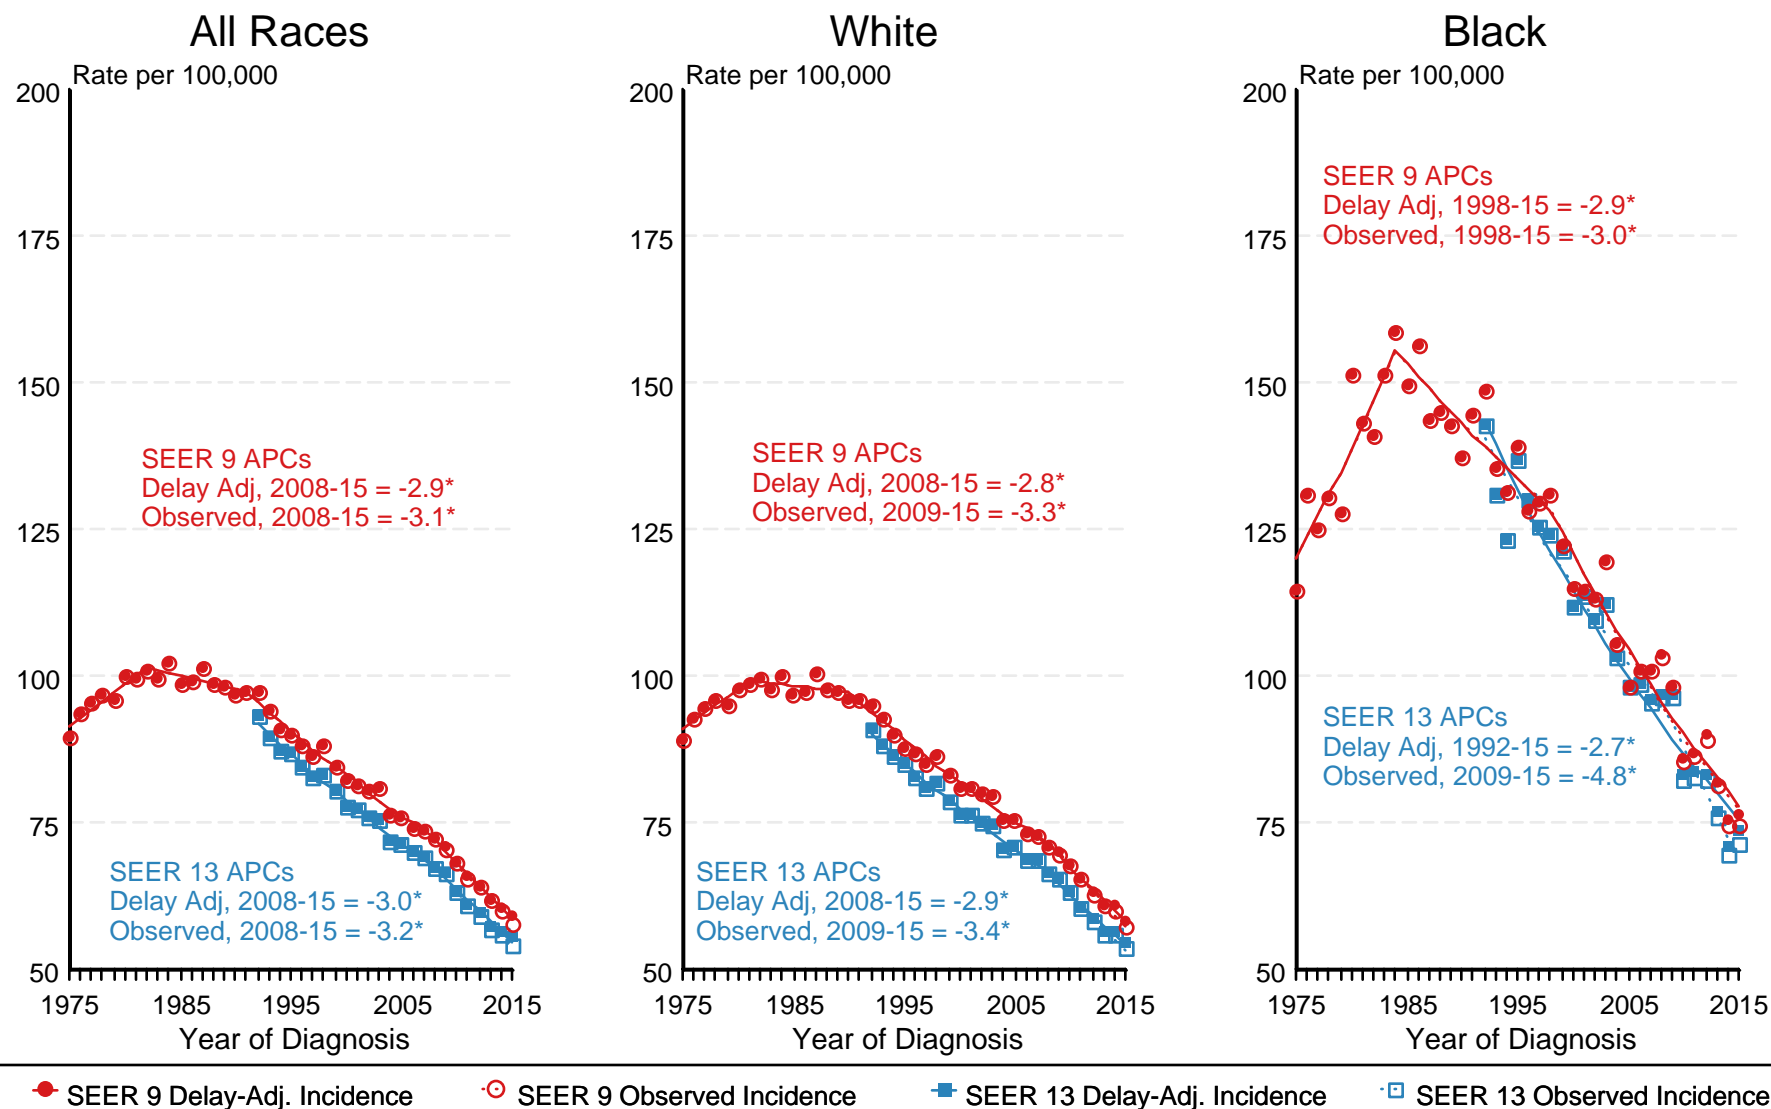 All Races
Rate per 100,000
200
175
150
125
100
75
50
SEER 9 APCs
Delay Adj, 2008-15 = -2.9*
Observed, 2008-15 = -3.1*
SEER 13 APCs
Delay Adj, 2008-15 = -3.0*
Observed, 2008-15 = -3.2*
1975 1985 1995 2005 2015
Year of Diagnosis
White
Rate per 100,000
200
175
150
125
100
75
50
SEER 9 APCs
Delay Adj, 2008-15 = -2.8*
Observed, 2009-15 = -3.3*
SEER 13 APCs
Delay Adj, 2008-15 = -2.9*
Observed, 2009-15 = -3.4*
1975 1985 1995 2005 2015
Year of Diagnosis
Black
Rate per 100,000
200
175
150
125
100
75
50
SEER 9 APCs
Delay Adj, 1998-15 = -2.9*
Observed, 1998-15 = -3.0*
SEER 13 APCs
Delay Adj, 1992-15 = -2.7*
Observed, 2009-15 = -4.8*
1975 1985 1995 2005 2015
Year of Diagnosis
SEER 9 Delay-Adj. Incidence SEER 9 Observed Incidence SEER 13 Delay-Adj. Incidence SEER 13 Observed Incidence